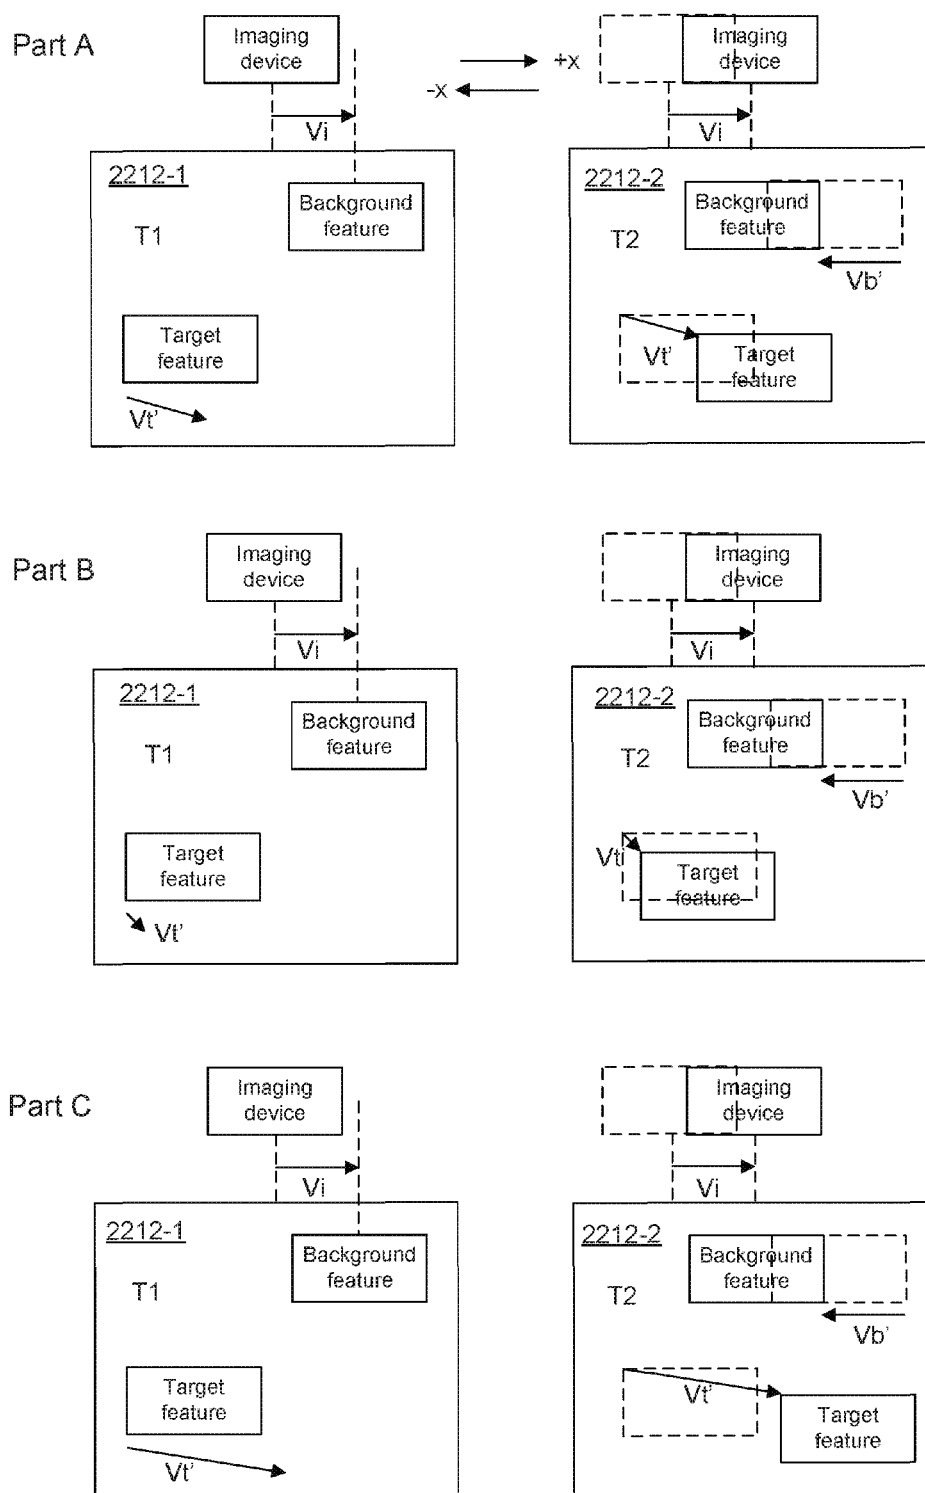 Part A
Imaging
device
Vi
+x
-x
Imaging
device
Vi
2212-1
T1
Background
feature
Target
feature
Vt'
2212-2
T2
Background
feature
Vb'
Vt'
Target
feature
Part B
Imaging
device
Vi
Imaging
device
Vi
2212-1
T1
Background
feature
Target
feature
Vt'
2212-2
T2
Background
feature
Vb'
Vti
Target
feature
Part C
Imaging
device
Vi
Imaging
device
Vi
2212-1
T1
Background
feature
Target
feature
Vt'
2212-2
T2
Background
feature
Vb'
Vt'
Target
feature